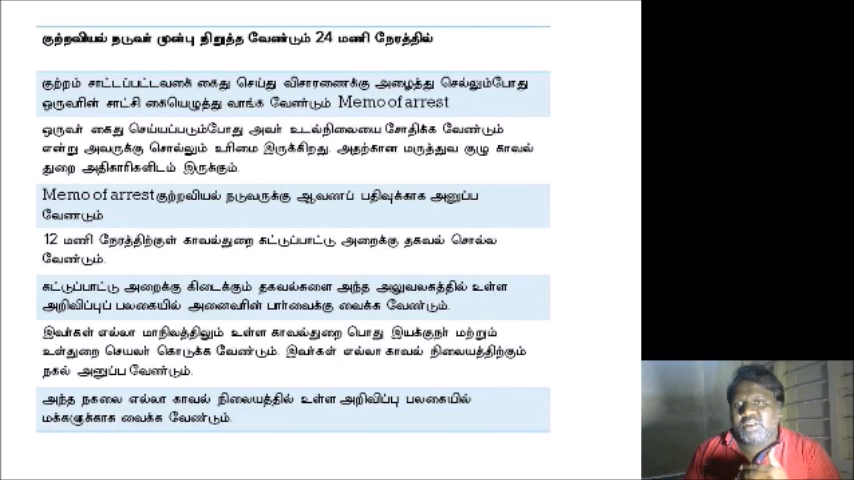 குற்றவியல் நடுவர் முன்பு நிறுத்த வேண்டும் 24 மணி நேரத்தில்
குற்றம் சாட்டப்பட்டவரை கைது செய்து விசாரணைக்கு அழைத்து செல்லும்போது
ஒருவரின் சாட்சி கையெழுத்து வாங்க வேண்டும் Memo of arrest
ஒருவர் கைது செய்யப்படும்போது அவர் உடல்நிலையை சோதிக்க வேண்டும்
என்று அவருக்கு சொல்லும் உரிமை இருக்கிறது. அதற்கான மருத்துவ குழு காவல்
துறை அதிகாரிகளிடம் இருக்கும்.
Memo of arrest குற்றவியல் நடுவருக்கு ஆவணப் பதிவுக்காக அனுப்ப
வேணடும்
12 மணி நேரத்திற்குள் காவல்துறை கட்டுப்பாட்டு அறைக்கு தகவல் சொல்ல
வேண்டும்.
கட்டுப்பாட்டு அறைக்கு கிடைக்கும் தகவல்களை அந்த அலுவலகத்தில் உள்ள
அறிவிப்புப் பலகையில் அனைவரின் பார்வைக்கு வைக்க வேண்டும்.
இவர்கள் எல்லா மாநிலத்திலும் உள்ள காவல்துறை பொது இயக்குநர் மற்றும்
உள்துறை செயலர் கொடுக்க வேண்டும். இவர்கள் எல்லா காவல் நிலையத்திற்கும்
நகல் அனுப்ப வேண்டும்.
அந்த நகலை எல்லா காவல் நிலையத்தில் உள்ள அறிவிப்பு பலகையில்
மக்களுக்காக வைக்க வேண்டும்.